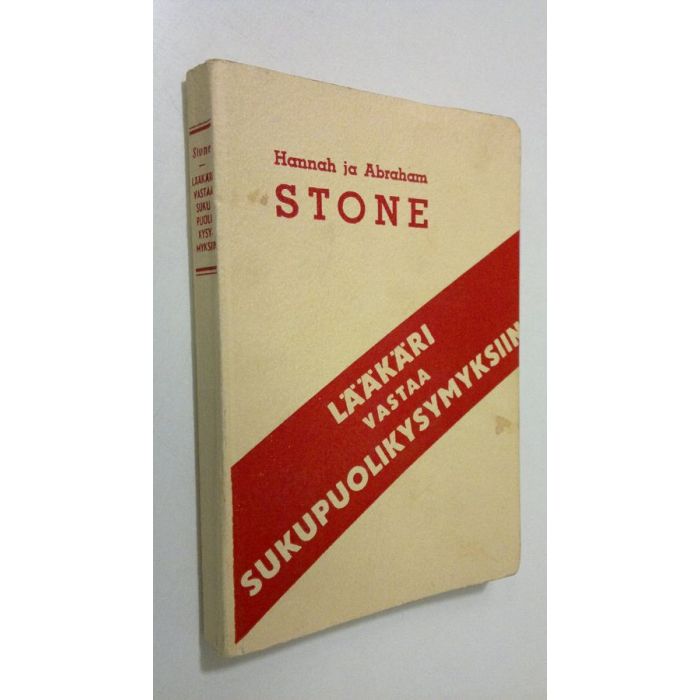 Stone
LÄÄKÄRI
VASTAA
SUKU
PUOLI
KYSY-
MYKSIIN
Hannah ja Abraham
STONE
LÄÄKÄRI
VASTAA
SUKUPUOLIKYSYMYKSIIN